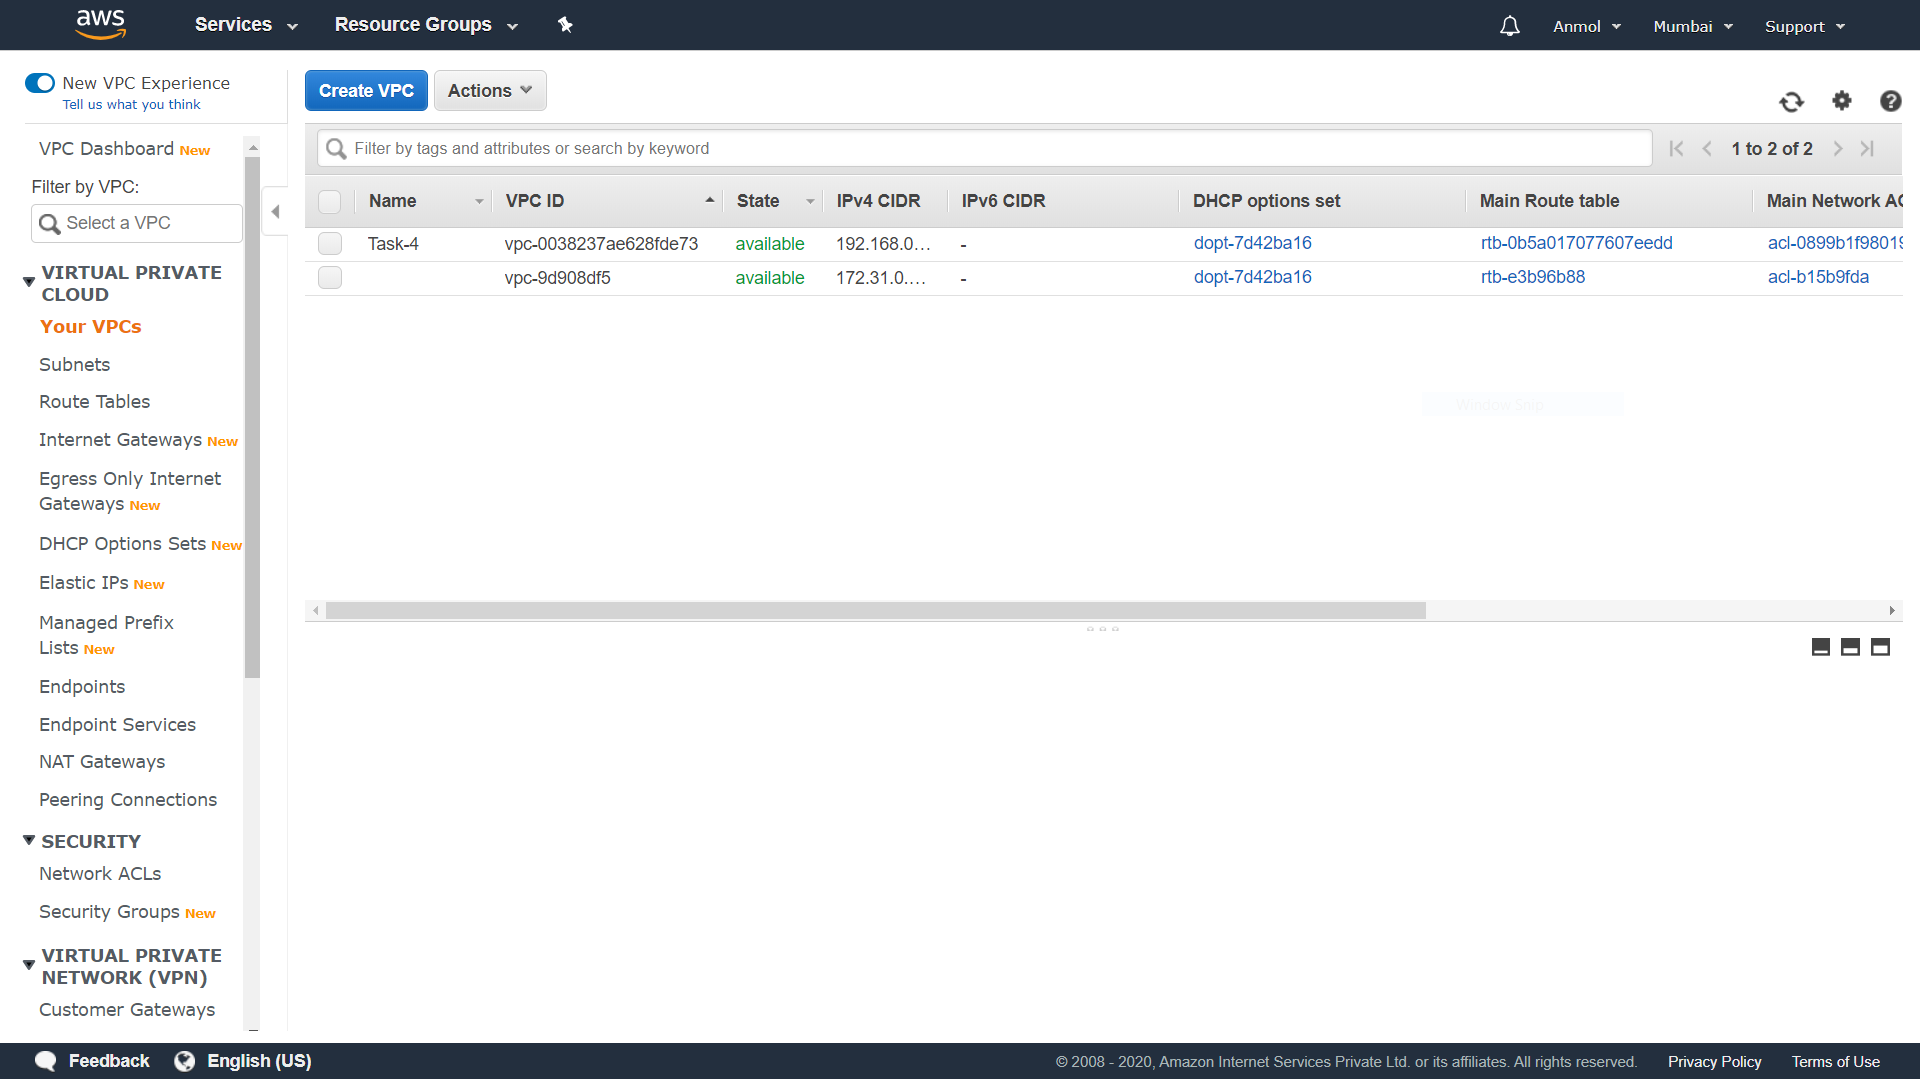 aws Services Resource Groups Anmol Mumbai Support
New VPC Experience
Tell us what you think
Create VPC Actions
VPC Dashboard New
Filter by VPC:
Select a VPC
VIRTUAL PRIVATE
CLOUD
Your VPCs
Subnets
Route Tables
Internet Gateways New
Egress Only Internet
Gateways New
DHCP Options Sets New
Elastic IPs New
Managed Prefix
Lists New
Endpoints
Endpoint Services
NAT Gateways
Peering Connections
SECURITY
Network ACLs
Security Groups New
VIRTUAL PRIVATE
NETWORK (VPN)
Customer Gateways
Filter by tags and attributes or search by keyword 1 to 2 of 2
Name VPC ID State IPv4 CIDR IPv6 CIDR DHCP options set Main Route table Main Network AC
Task-4 vpc-0038237ae628fde73 available 192.168.0... - dopt-7d42ba16 rtb-0b5a017077607eedd acl-0899b1f98019
vpc-9d908df5 available 172.31.0.... - dopt-7d42ba16 rtb-e3b96b88 acl-b15b9fda
Window Snip
Feedback English (US) © 2008 - 2020, Amazon Internet Services Private Ltd. or its affiliates. All rights reserved. Privacy Policy Terms of Use